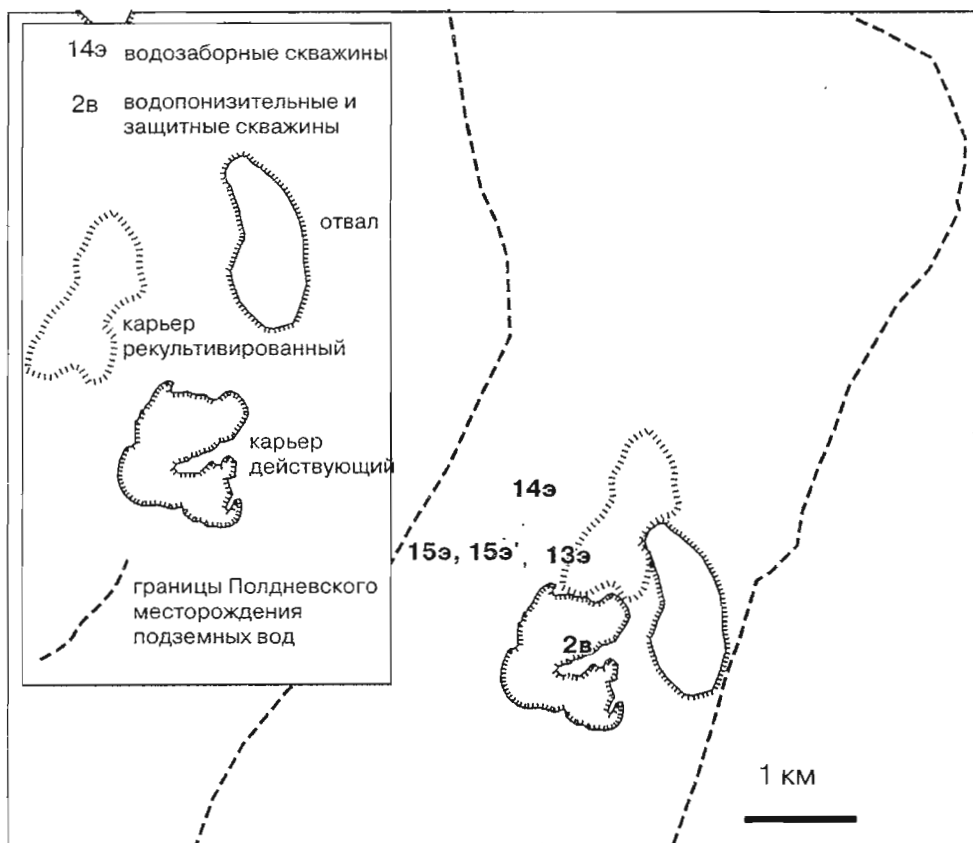 14э водозаборные скважины
2в водопонизительные и
защитные скважины
отвал
карьер
рекультивированный
карьер
действующий
границы Полдневского
месторождения
подземных вод
14э
15э, 15э', 13э
2в
1 км